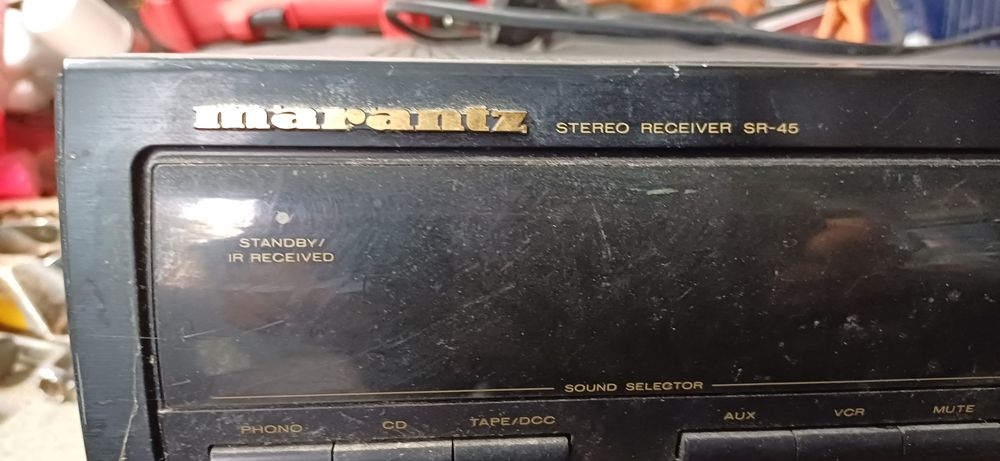 marantz STEREO RECEIVER SR-45
STANDBY/
IR RECEIVED
SOUND SELECTOR
PHONO CD TAPE/DCC AUX VCR MUTE